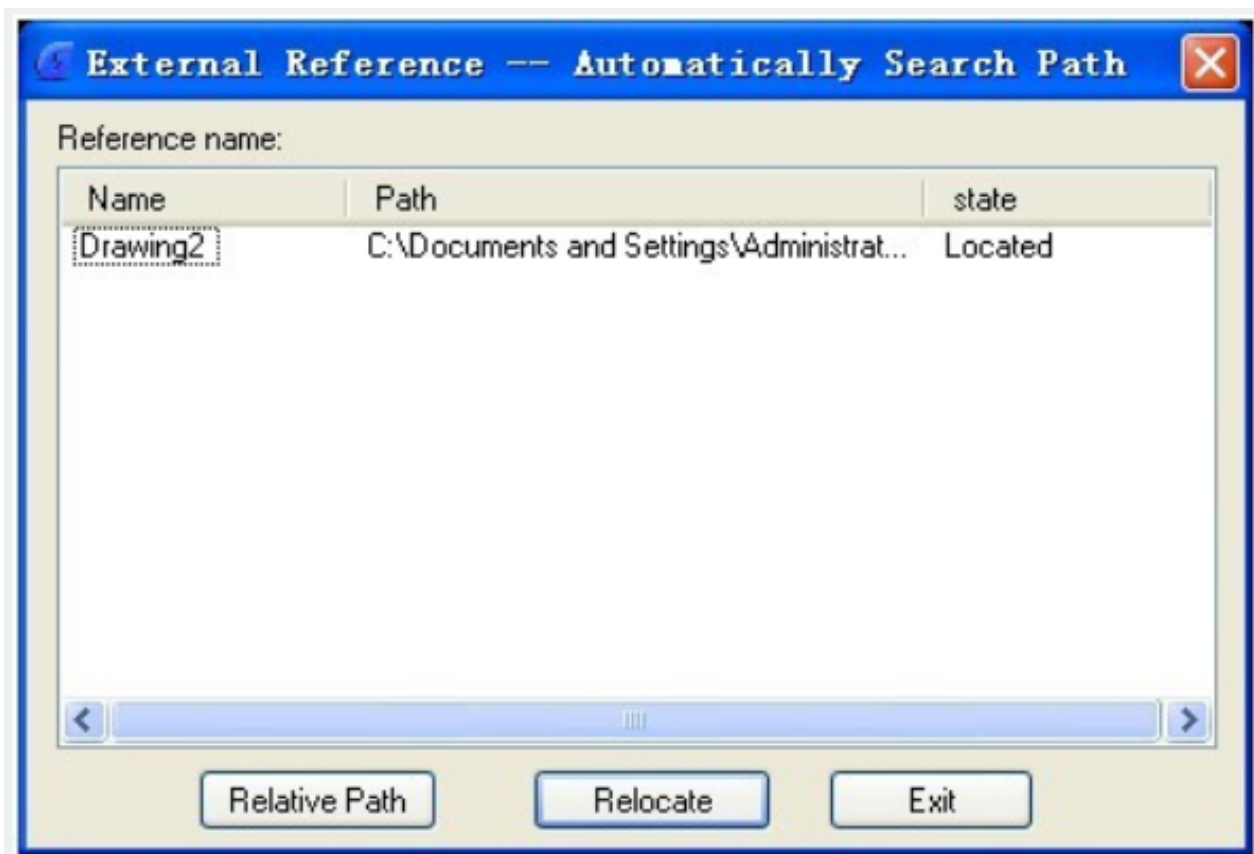 External Reference -- Automatically Search Path
Reference name:
Name Path state
Drawing2 C:\Documents and Settings\Administrat... Located
Relative Path Relocate Exit